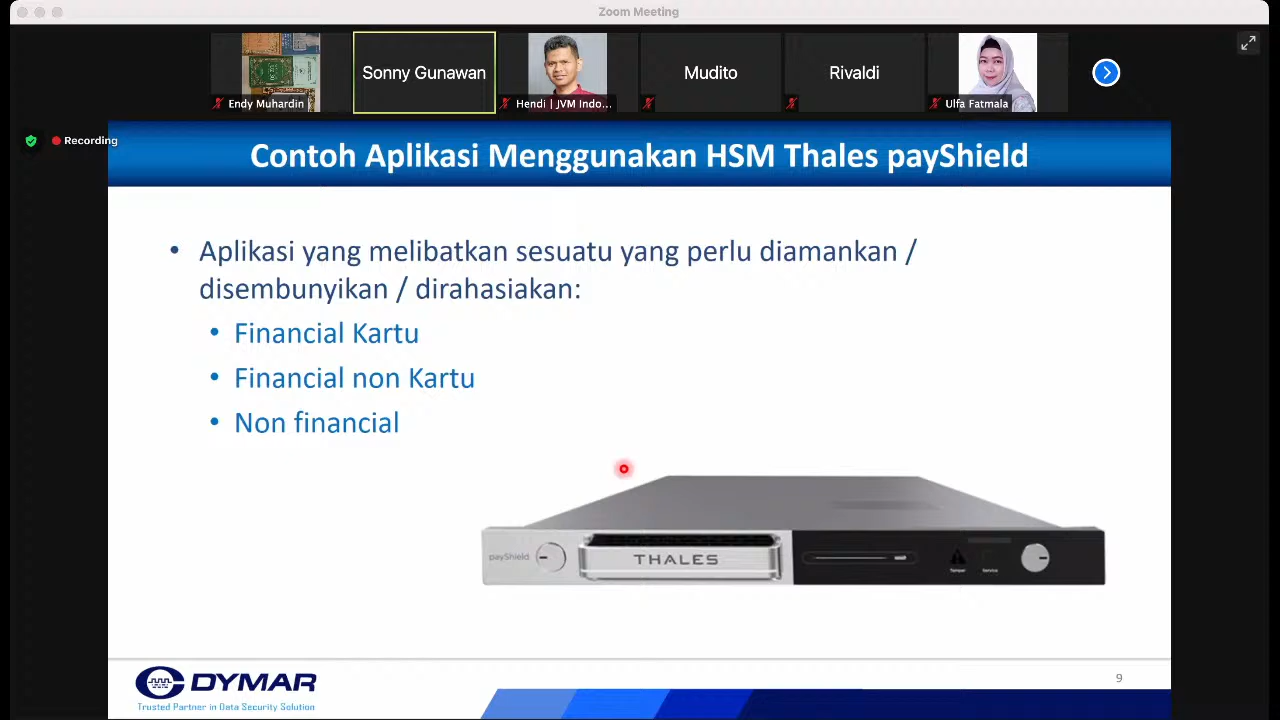 Zoom Meeting
Endy Muhardin
Sonny Gunawan
Hendi | JVM Indo...
Mudito
Rivaldi
Ulfa Fatmala
Recording
Contoh Aplikasi Menggunakan HSM Thales payShield
• Aplikasi yang melibatkan sesuatu yang perlu diamankan /
disembunyikan / dirahasiakan:
• Financial Kartu
• Financial non Kartu
• Non financial
payShield
THALES
Tamper
Service
DYMAR
Trusted Partner in Data Security Solution
9